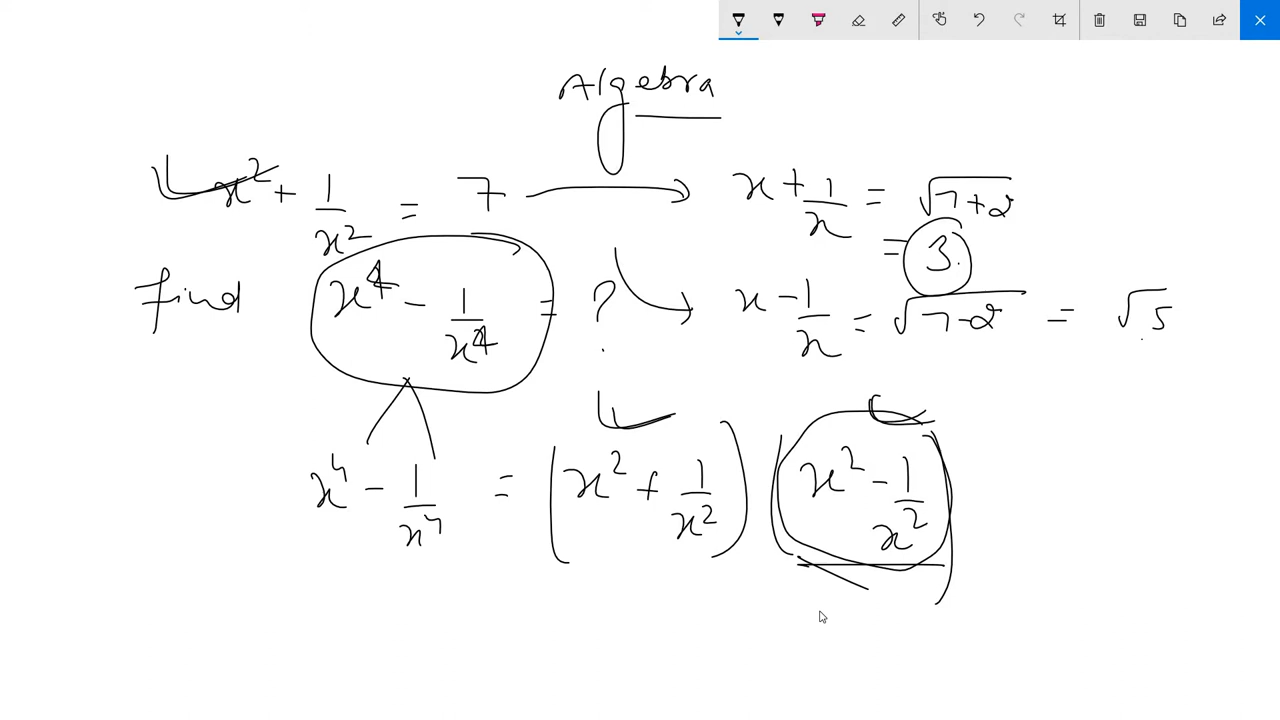 Algebra
x² + 1/x² = 7 → x + 1/x = √7+2
= 3.
find x⁴ - 1/x⁴ = ? → x - 1/x = √7-2 = √5
x⁴ - 1/x⁴ = (x² + 1/x²) (x² - 1/x²)